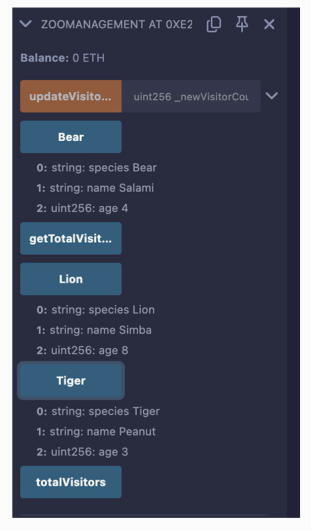 ZOOMANAGEMENT AT 0XE2
Balance: 0 ETH
updateVisito... uint256 _newVisitorCou
Bear
0: string: species Bear
1: string: name Salami
2: uint256: age 4
getTotalVisit...
Lion
0: string: species Lion
1: string: name Simba
2: uint256: age 8
Tiger
0: string: species Tiger
1: string: name Peanut
2: uint256: age 3
totalVisitors